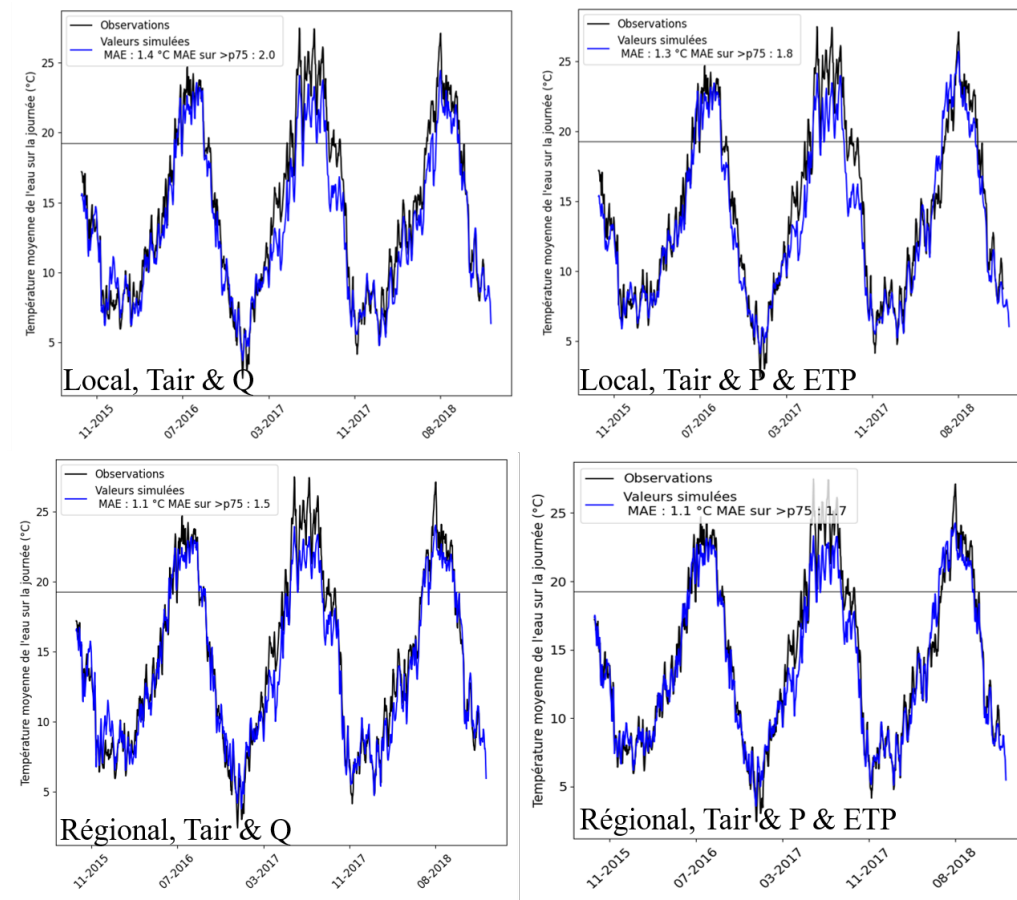 Observations
Valeurs simulées
MAE : 1.4 °C MAE sur >p75 : 2.0
Température moyenne de l'eau sur la journée (°C)
25
20
15
10
5
Local, Tair & Q
11-2015
07-2016
03-2017
11-2017
08-2018
Observations
Valeurs simulées
MAE : 1.3 °C MAE sur >p75 : 1.8
Température moyenne de l'eau sur la journée (°C)
25
20
15
10
5
Local, Tair & P & ETP
11-2015
07-2016
03-2017
11-2017
08-2018
Observations
Valeurs simulées
MAE : 1.1 °C MAE sur >p75 : 1.5
Température moyenne de l'eau sur la journée (°C)
25
20
15
10
5
Régional, Tair & Q
11-2015
07-2016
03-2017
11-2017
08-2018
Observations
Valeurs simulées
MAE : 1.1 °C MAE sur >p75 : 1.7
Température moyenne de l'eau sur la journée (°C)
25
20
15
10
5
Régional, Tair & P & ETP
11-2015
07-2016
03-2017
11-2017
08-2018